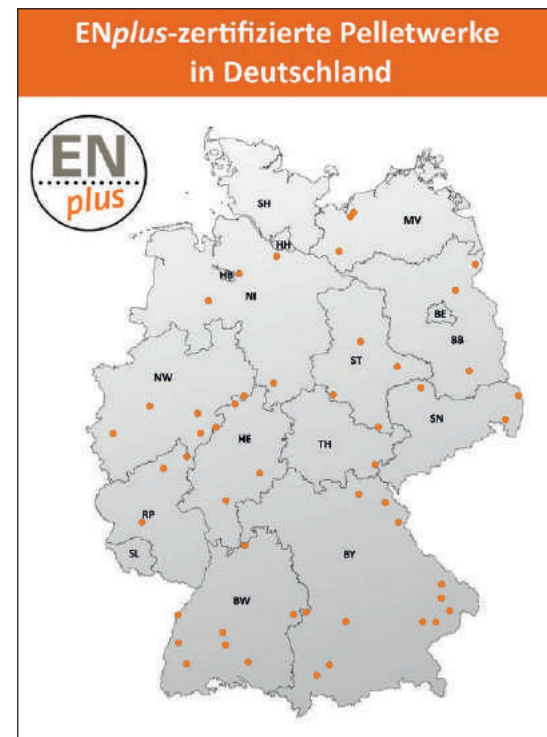 ENplus-zertifizierte Pelletwerke
in Deutschland
EN
plus
SH
MV
HH
HB
NI
BE
BB
ST
NW
SN
HE
TH
RP
SL
BY
BW